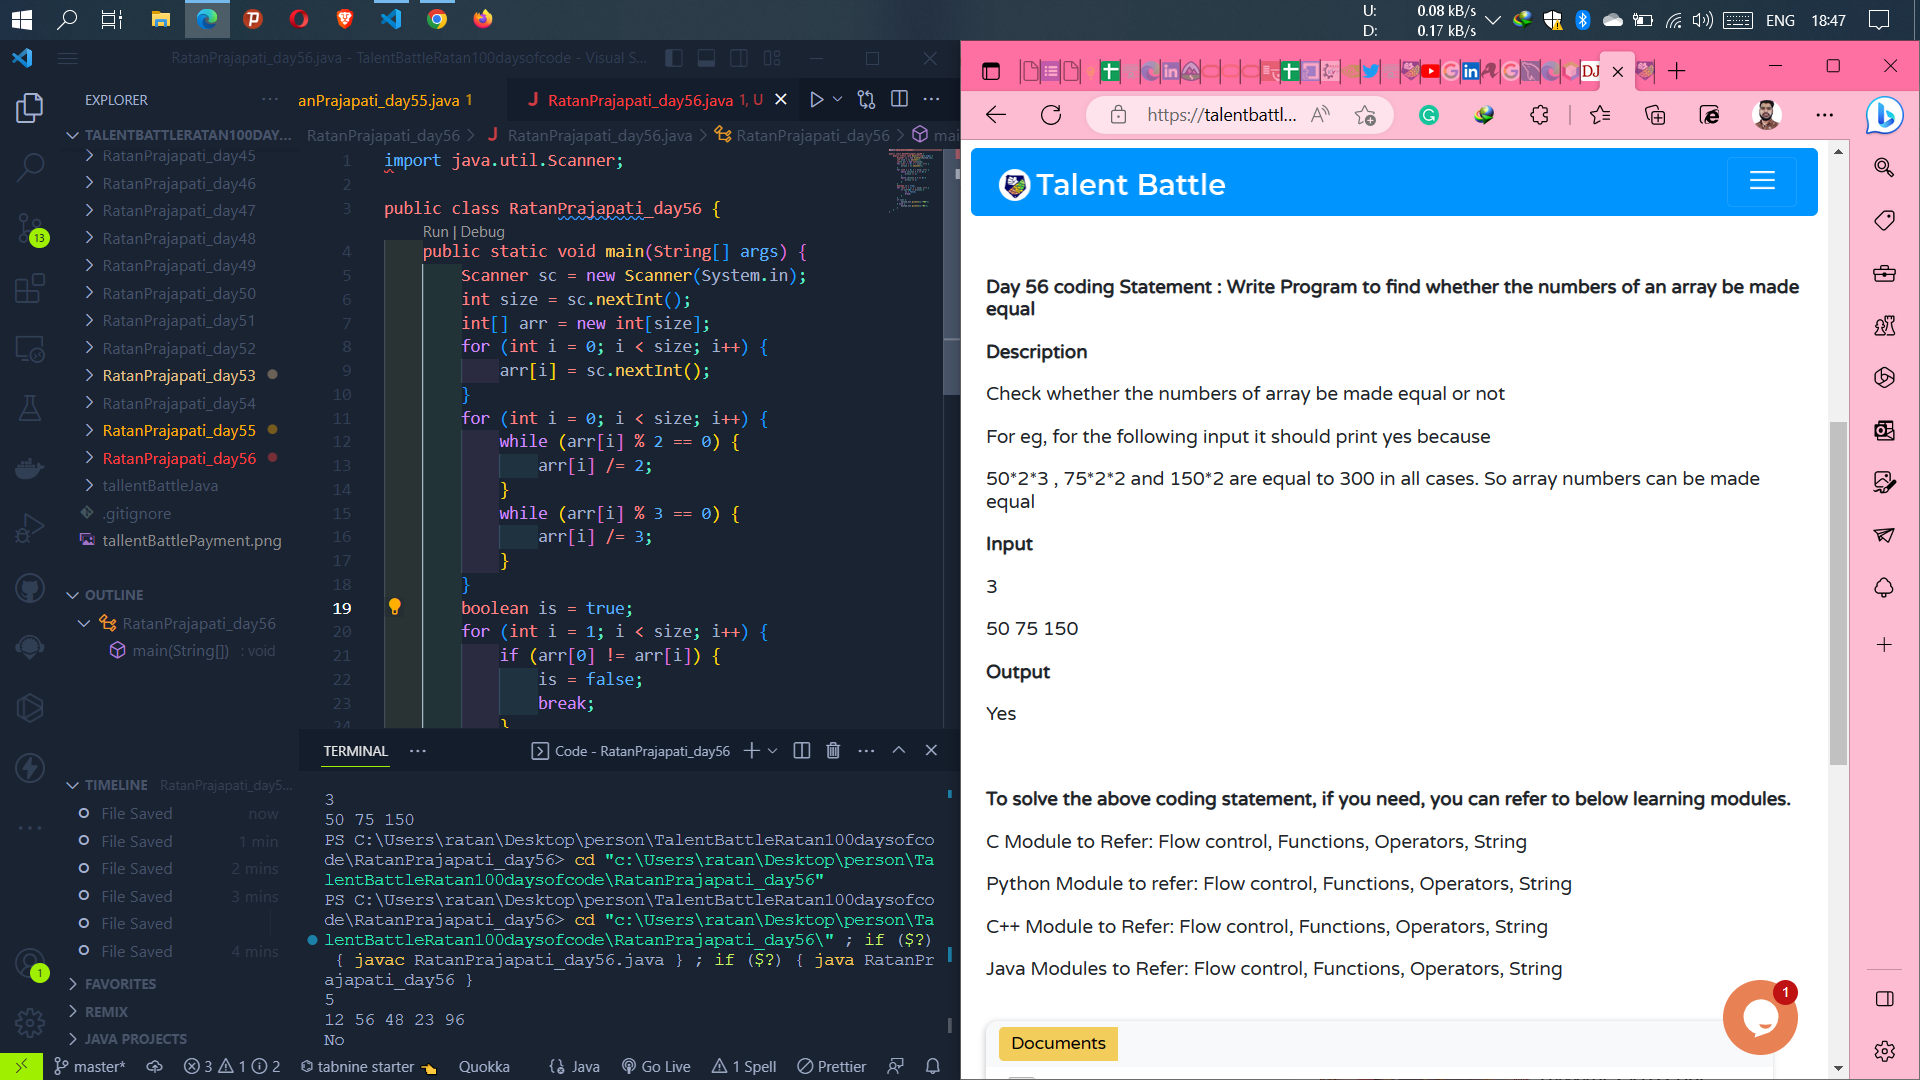 U: 0.08 kB/s
D: 0.17 kB/s
ENG 18:47
RatanPrajapati_day56.java - TalentBattleRatan100daysofcode - Visual S...
EXPLORER
anPrajapati_day55.java 1
J RatanPrajapati_day56.java 1, U
TALENTBATTLERATAN100DAY...
RatanPrajapati_day56 > J RatanPrajapati_day56.java > RatanPrajapati_day56 > mai
RatanPrajapati_day45
RatanPrajapati_day46
RatanPrajapati_day47
RatanPrajapati_day48
RatanPrajapati_day49
RatanPrajapati_day50
RatanPrajapati_day51
RatanPrajapati_day52
RatanPrajapati_day53
RatanPrajapati_day54
RatanPrajapati_day55
RatanPrajapati_day56
tallentBattleJava
.gitignore
tallentBattlePayment.png
13
OUTLINE
RatanPrajapati_day56
main(String[]) : void
TIMELINE RatanPrajapati_day5...
File Saved now
File Saved 1 min
File Saved 2 mins
File Saved 3 mins
File Saved
File Saved 4 mins
1
FAVORITES
REMIX
JAVA PROJECTS
1 import java.util.Scanner;
2
3 public class RatanPrajapati_day56 {
Run | Debug
4 public static void main(String[] args) {
5 Scanner sc = new Scanner(System.in);
6 int size = sc.nextInt();
7 int[] arr = new int[size];
8 for (int i = 0; i < size; i++) {
9 arr[i] = sc.nextInt();
10 }
11 for (int i = 0; i < size; i++) {
12 while (arr[i] % 2 == 0) {
13 arr[i] /= 2;
14 }
15 while (arr[i] % 3 == 0) {
16 arr[i] /= 3;
17 }
18 }
19 boolean is = true;
20 for (int i = 1; i < size; i++) {
21 if (arr[0] != arr[i]) {
22 is = false;
23 break;
24 }
TERMINAL
Code - RatanPrajapati_day56
3
50 75 150
PS C:\Users\ratan\Desktop\person\TalentBattleRatan100daysofco
de\RatanPrajapati_day56> cd "c:\Users\ratan\Desktop\person\Ta
lentBattleRatan100daysofcode\RatanPrajapati_day56"
PS C:\Users\ratan\Desktop\person\TalentBattleRatan100daysofco
de\RatanPrajapati_day56> cd "c:\Users\ratan\Desktop\person\Ta
lentBattleRatan100daysofcode\RatanPrajapati_day56\" ; if ($?)
{ javac RatanPrajapati_day56.java } ; if ($?) { java RatanPr
ajapati_day56 }
5
12 56 48 23 96
No
master* 3 1 2 tabnine starter Quokka Java Go Live 1 Spell Prettier
DJ
https://talentbattl...
Talent Battle
Day 56 coding Statement : Write Program to find whether the numbers of an array be made
equal
Description
Check whether the numbers of array be made equal or not
For eg, for the following input it should print yes because
50*2*3 , 75*2*2 and 150*2 are equal to 300 in all cases. So array numbers can be made
equal
Input
3
50 75 150
Output
Yes
To solve the above coding statement, if you need, you can refer to below learning modules.
C Module to Refer: Flow control, Functions, Operators, String
Python Module to refer: Flow control, Functions, Operators, String
C++ Module to Refer: Flow control, Functions, Operators, String
Java Modules to Refer: Flow control, Functions, Operators, String
1
Documents